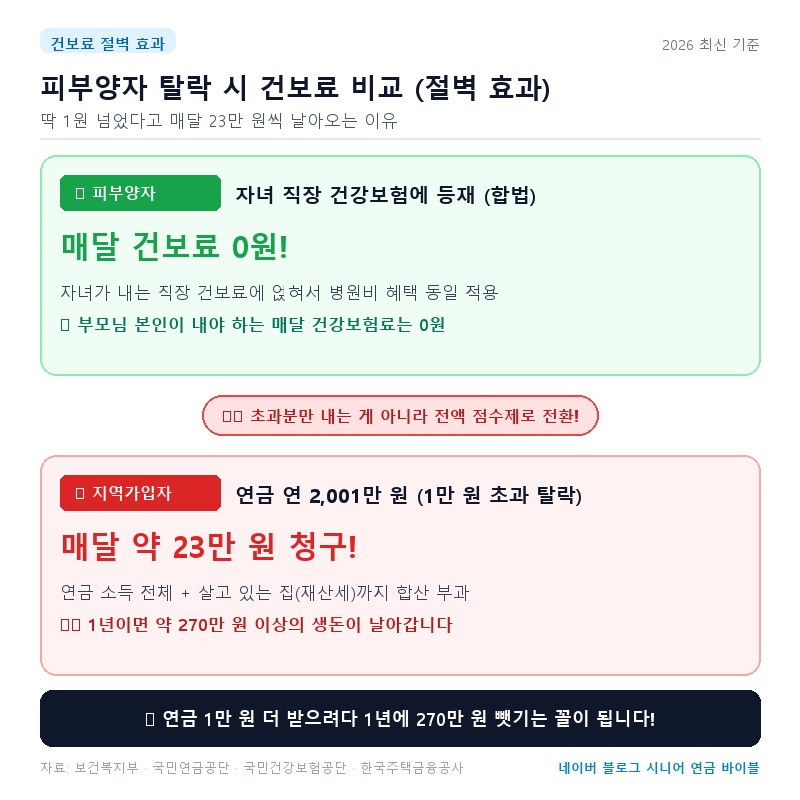 건보료 절벽 효과
2026 최신 기준
피부양자 탈락 시 건보료 비교 (절벽 효과)
딱 1원 넘었다고 매달 23만 원씩 날아오는 이유
피부양자
자녀 직장 건강보험에 등재 (합법)
매달 건보료 0원!
자녀가 내는 직장 건보료에 얹혀서 병원비 혜택 동일 적용
부모님 본인이 내야 하는 매달 건강보험료는 0원
초과분만 내는 게 아니라 전액 점수제로 전환!
지역가입자
연금 연 2,001만 원 (1만 원 초과 탈락)
매달 약 23만 원 청구!
연금 소득 전체 + 살고 있는 집(재산세)까지 합산 부과
1년이면 약 270만 원 이상의 생돈이 날아갑니다
연금 1만 원 더 받으려다 1년에 270만 원 뺏기는 꼴이 됩니다!
자료: 보건복지부 · 국민연금공단 · 국민건강보험공단 · 한국주택금융공사
네이버 블로그 시니어 연금 바이블